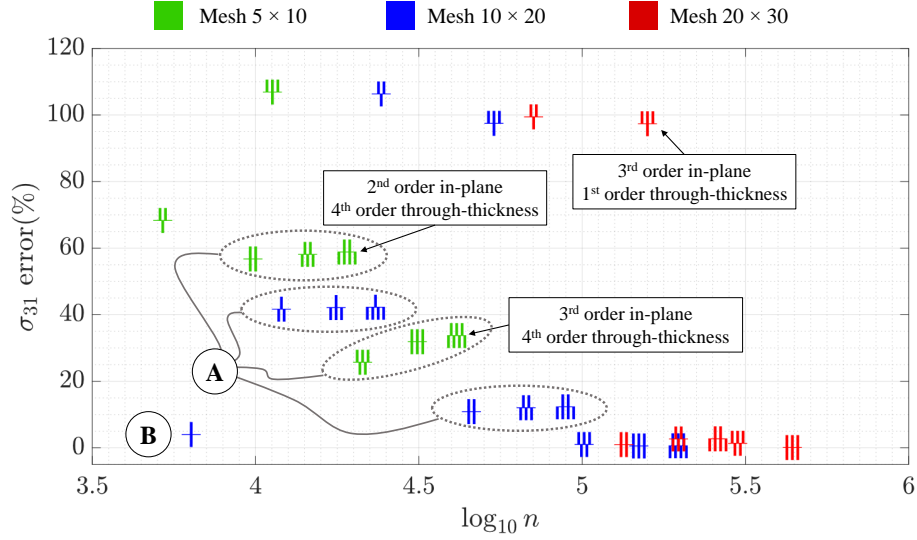 Mesh 5 × 10 Mesh 10 × 20 Mesh 20 × 30
120
100
80
60
40
20
0
σ31 error(%)
3rd order in-plane
1st order through-thickness
2nd order in-plane
4th order through-thickness
3rd order in-plane
4th order through-thickness
A
B
3.5 4 4.5 5 5.5 6
log10 n